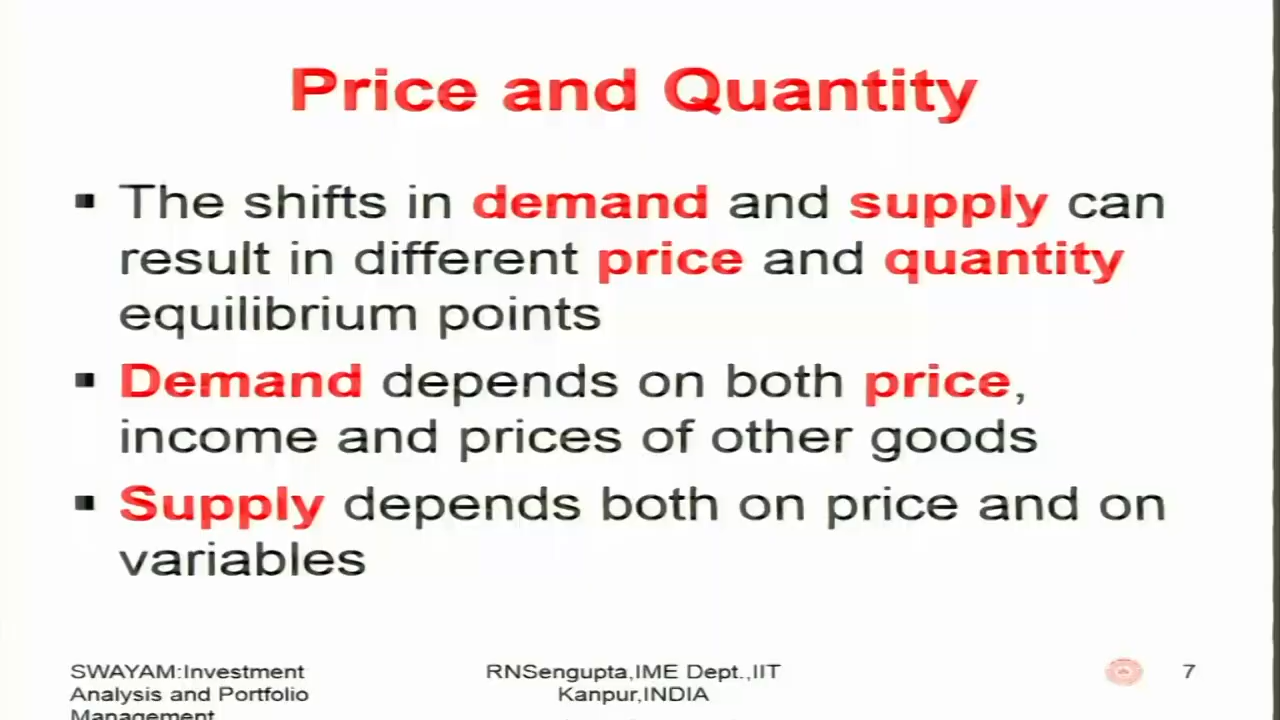 Price and Quantity
▪ The shifts in demand and supply can
result in different price and quantity
equilibrium points
▪ Demand depends on both price,
income and prices of other goods
▪ Supply depends both on price and on
variables
SWAYAM:Investment
Analysis and Portfolio
Management
RNSengupta,IME Dept.,IIT
Kanpur,INDIA
7